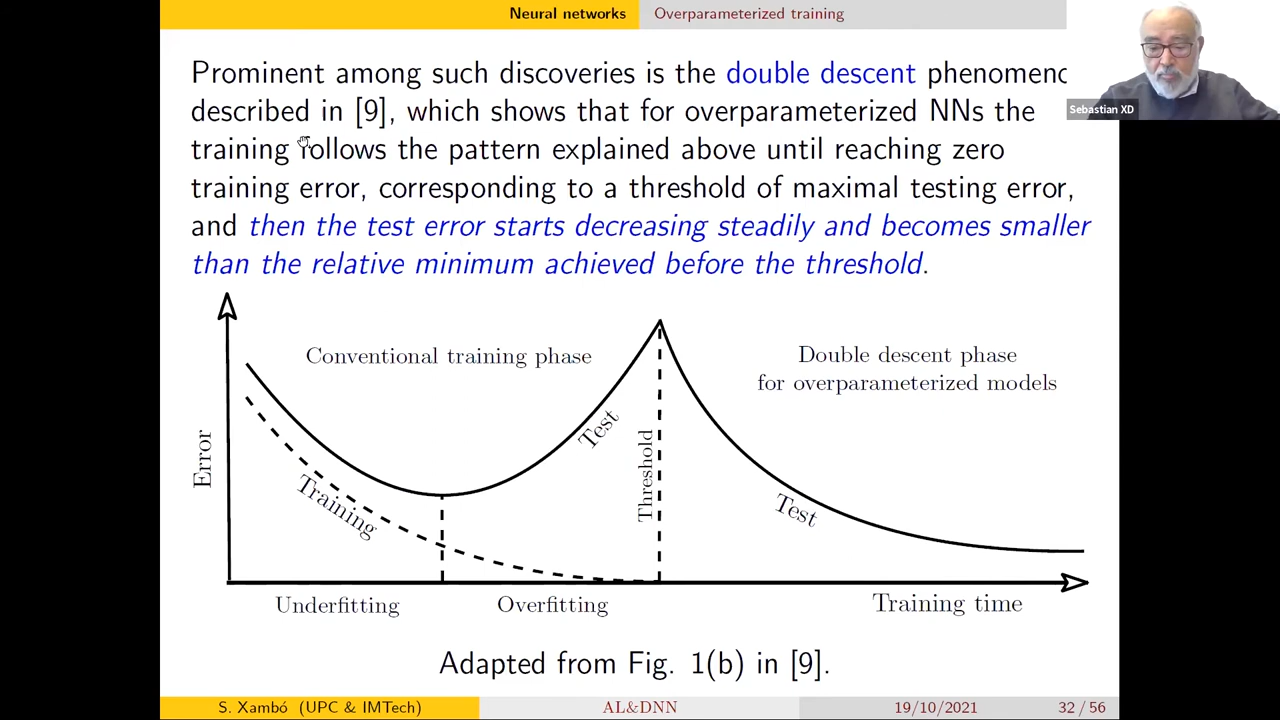 Neural networks Overparameterized training
Prominent among such discoveries is the double descent
described in [9], which shows that for overparameterized NNs the
training follows the pattern explained above until reaching zero
training error, corresponding to a threshold of maximal testing error,
and then the test error starts decreasing steadily and becomes smaller
than the relative minimum achieved before the threshold.
Sebastian XD
Conventional training phase
Double descent phase
for overparameterized models
Error
Training
Test
Threshold
Test
Underfitting
Overfitting
Training time
Adapted from Fig. 1(b) in [9].
S. Xambó (UPC & IMTech) AL&DNN 19/10/2021 32 / 56